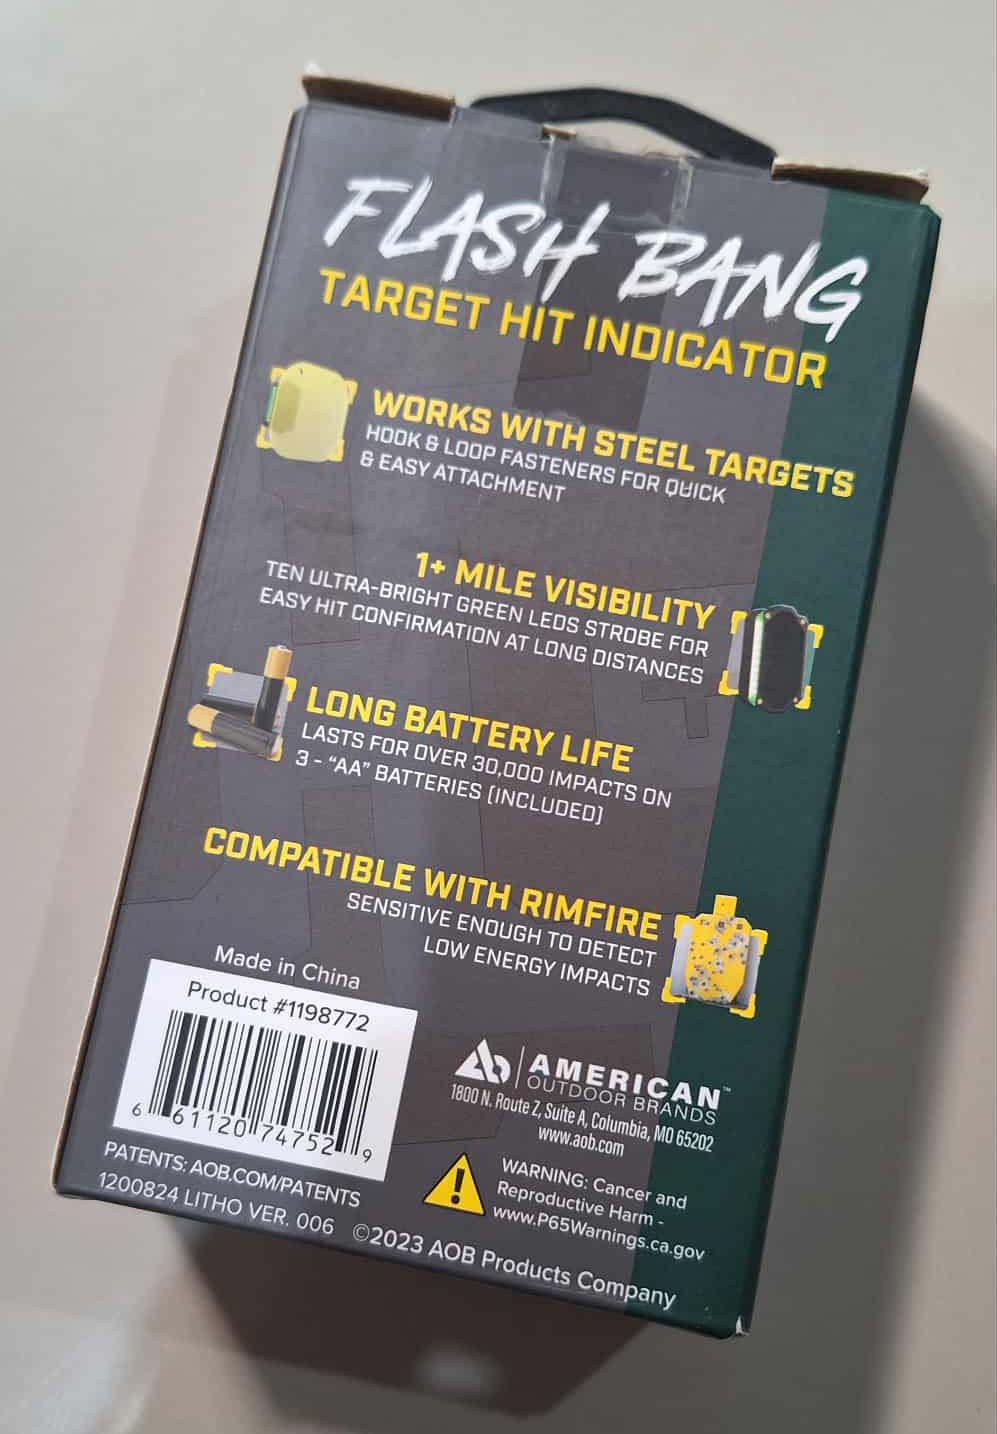 FLASH BANG
TARGET HIT INDICATOR
WORKS WITH STEEL TARGETS
HOOK & LOOP FASTENERS FOR QUICK
& EASY ATTACHMENT
1+ MILE VISIBILITY
TEN ULTRA-BRIGHT GREEN LEDS STROBE FOR
EASY HIT CONFIRMATION AT LONG DISTANCES
LONG BATTERY LIFE
LASTS FOR OVER 30,000 IMPACTS ON
3 - “AA” BATTERIES (INCLUDED)
COMPATIBLE WITH RIMFIRE
SENSITIVE ENOUGH TO DETECT
LOW ENERGY IMPACTS
Made in China
Product #1198772
6 61120 74752 9
PATENTS: AOB.COM/PATENTS
1200824 LITHO VER. 006
AMERICAN™
OUTDOOR BRANDS
1800 N. Route Z, Suite A, Columbia, MO 65202
www.aob.com
WARNING: Cancer and
Reproductive Harm -
www.P65Warnings.ca.gov
©2023 AOB Products Company